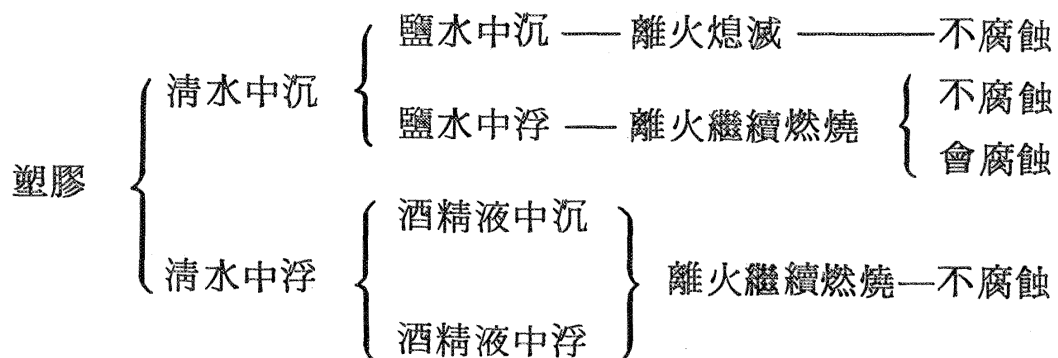 鹽水中沉 — 離火熄滅 ——— 不腐蝕
清水中沉
不腐蝕
鹽水中浮 — 離火繼續燃燒
會腐蝕
塑膠
酒精液中沉
清水中浮
離火繼續燃燒—不腐蝕
酒精液中浮